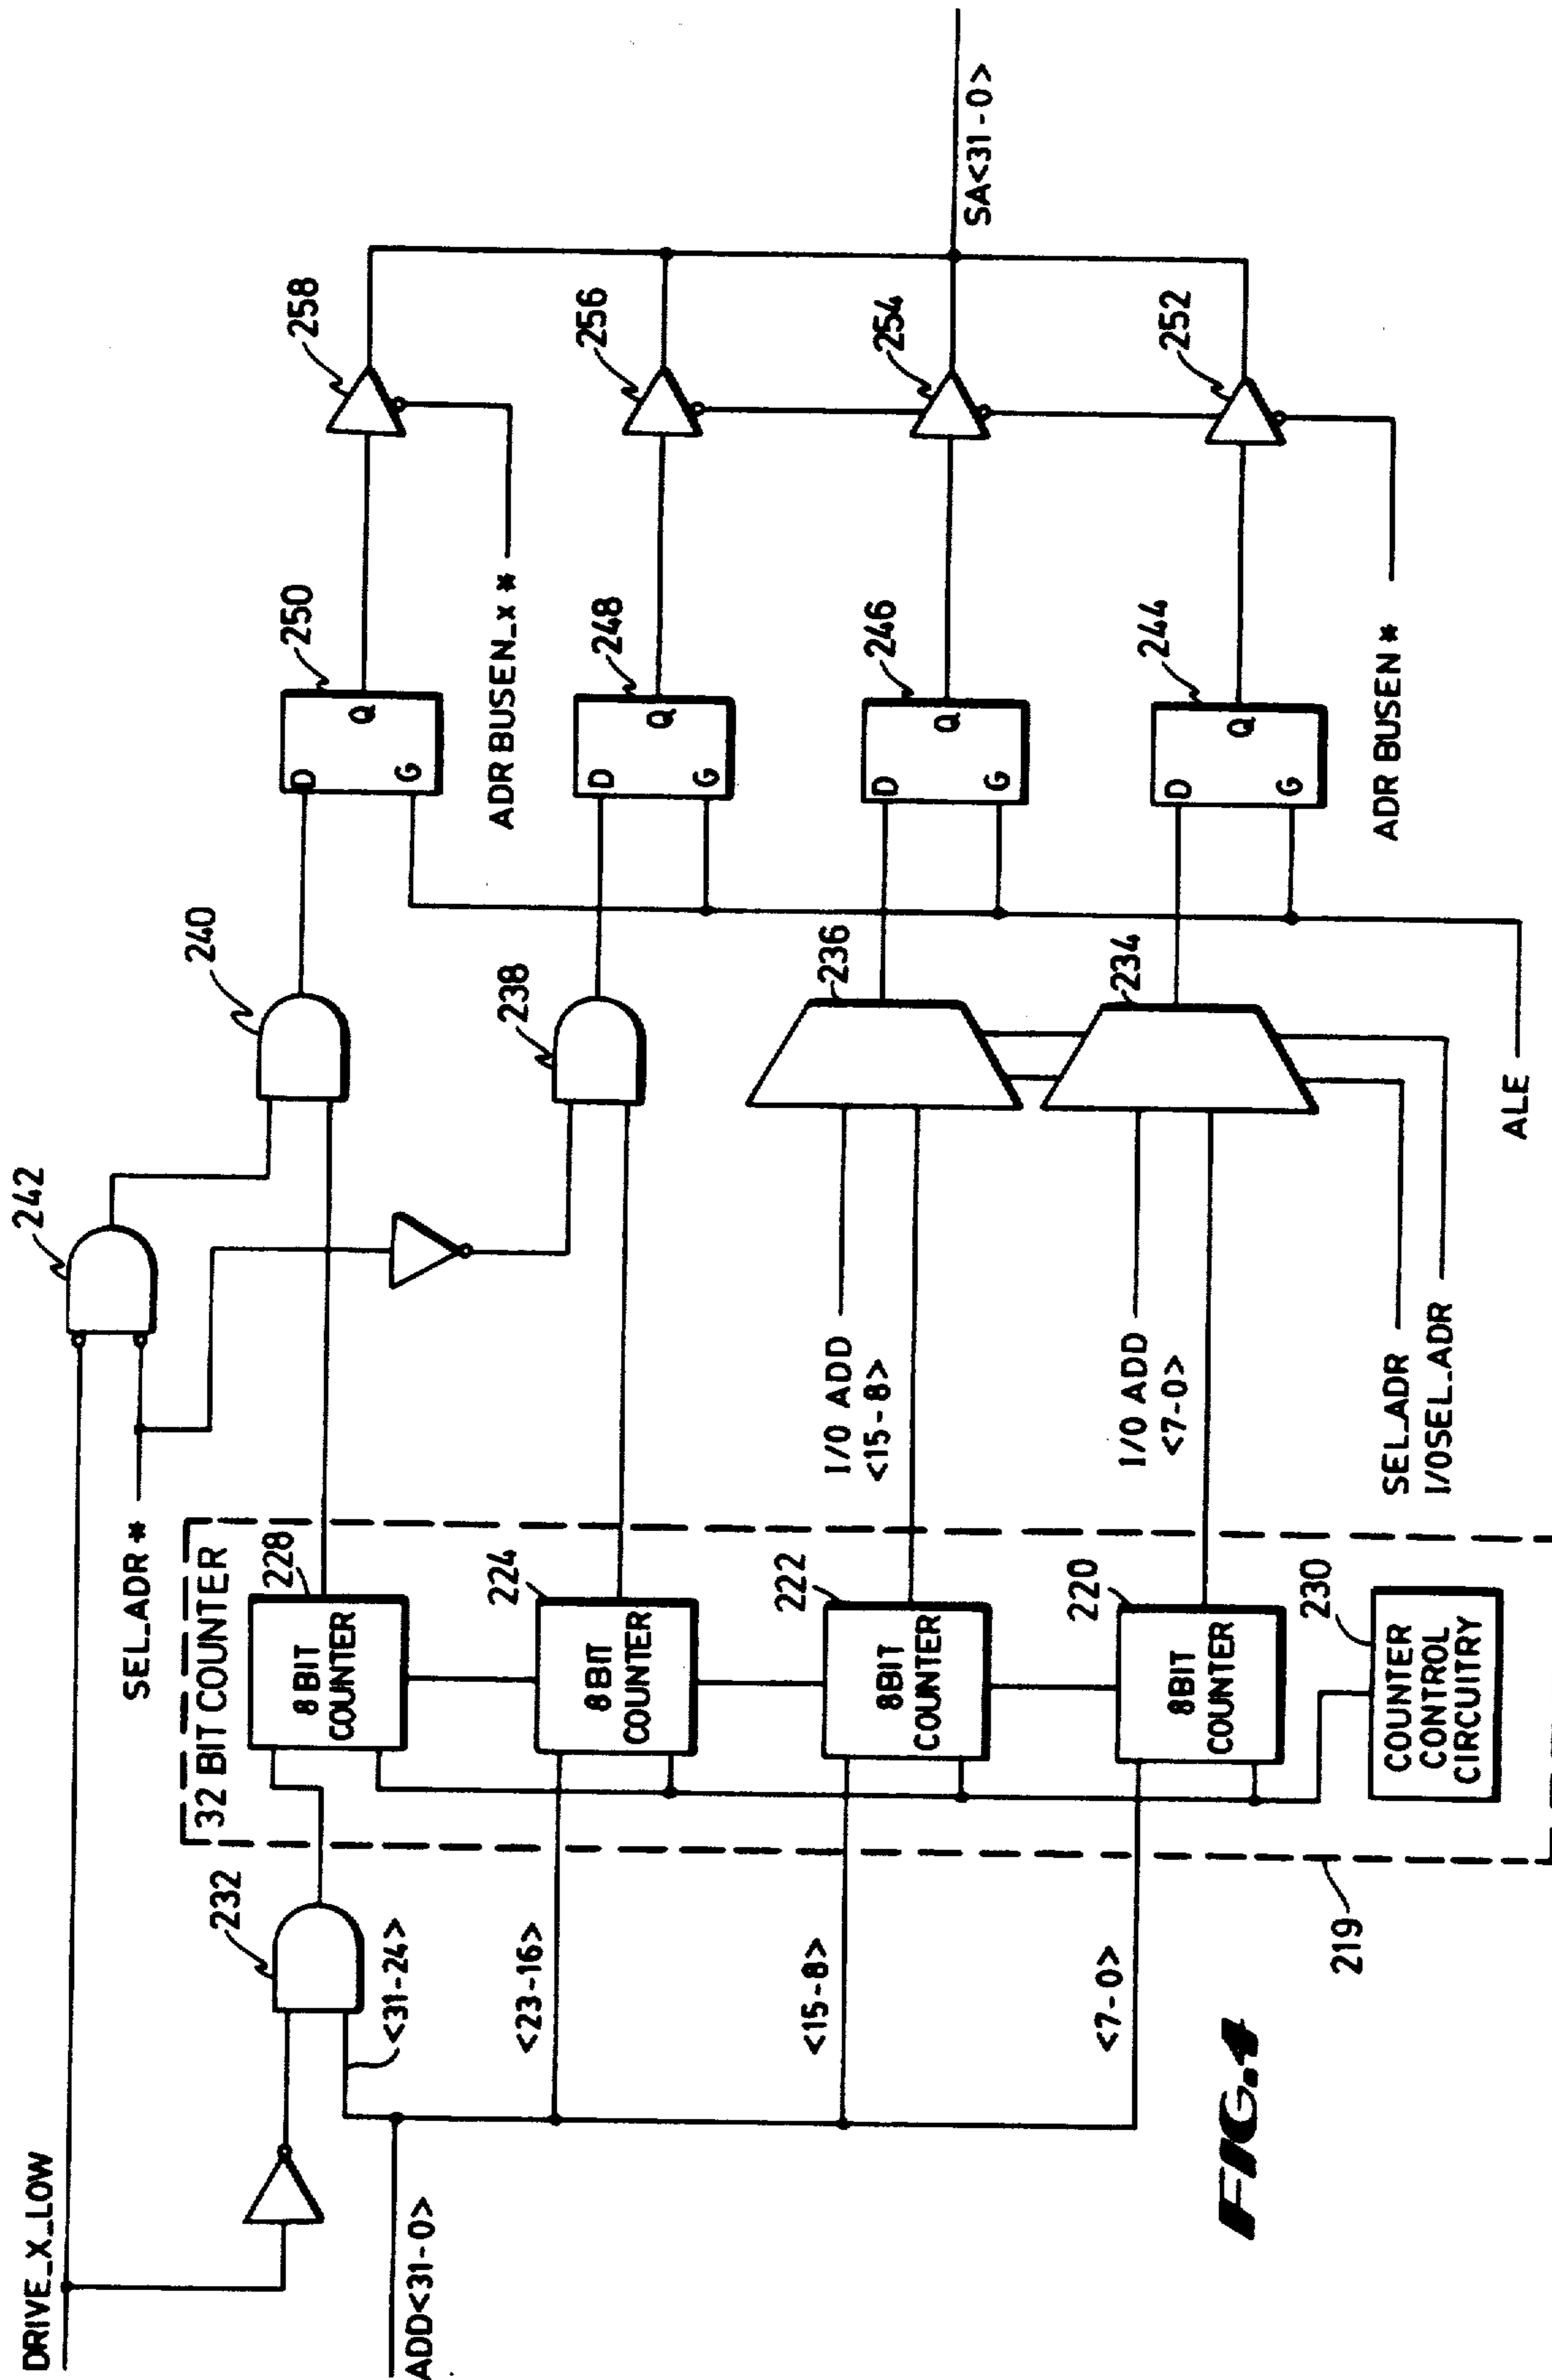 DRIVE_X_LOW
ADD<31-0>
232
<31-24>
<23-16>
<15-8>
<7-0>
219
SEL_ADR *
32 BIT COUNTER
228
8 BIT
COUNTER
224
8 BIT
COUNTER
222
8 BIT
COUNTER
220
8 BIT
COUNTER
230
COUNTER
CONTROL
CIRCUITRY
242
240
238
I/O ADD
<15-8>
236
I/O ADD
<7-0>
234
SEL_ADR
I/OSEL_ADR
ALE
250
D
Q
G
248
D
Q
G
246
D
Q
G
244
D
Q
G
ADR BUSEN_x *
ADR BUSEN *
258
256
254
252
SA<31-0>
FIG.4